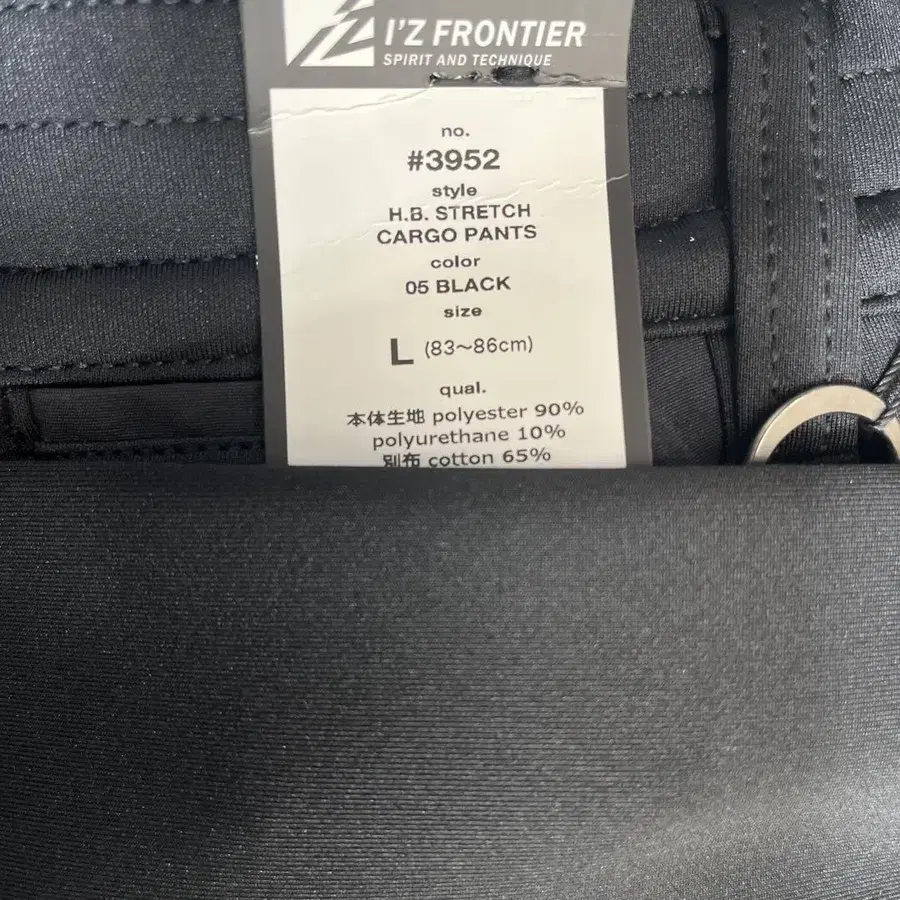 I'Z FRONTIER
SPIRIT AND TECHNIQUE
no.
#3952
style
H.B. STRETCH
CARGO PANTS
color
05 BLACK
size
L (83～86cm)
qual.
本体生地 polyester 90%
polyurethane 10%
別布 cotton 65%